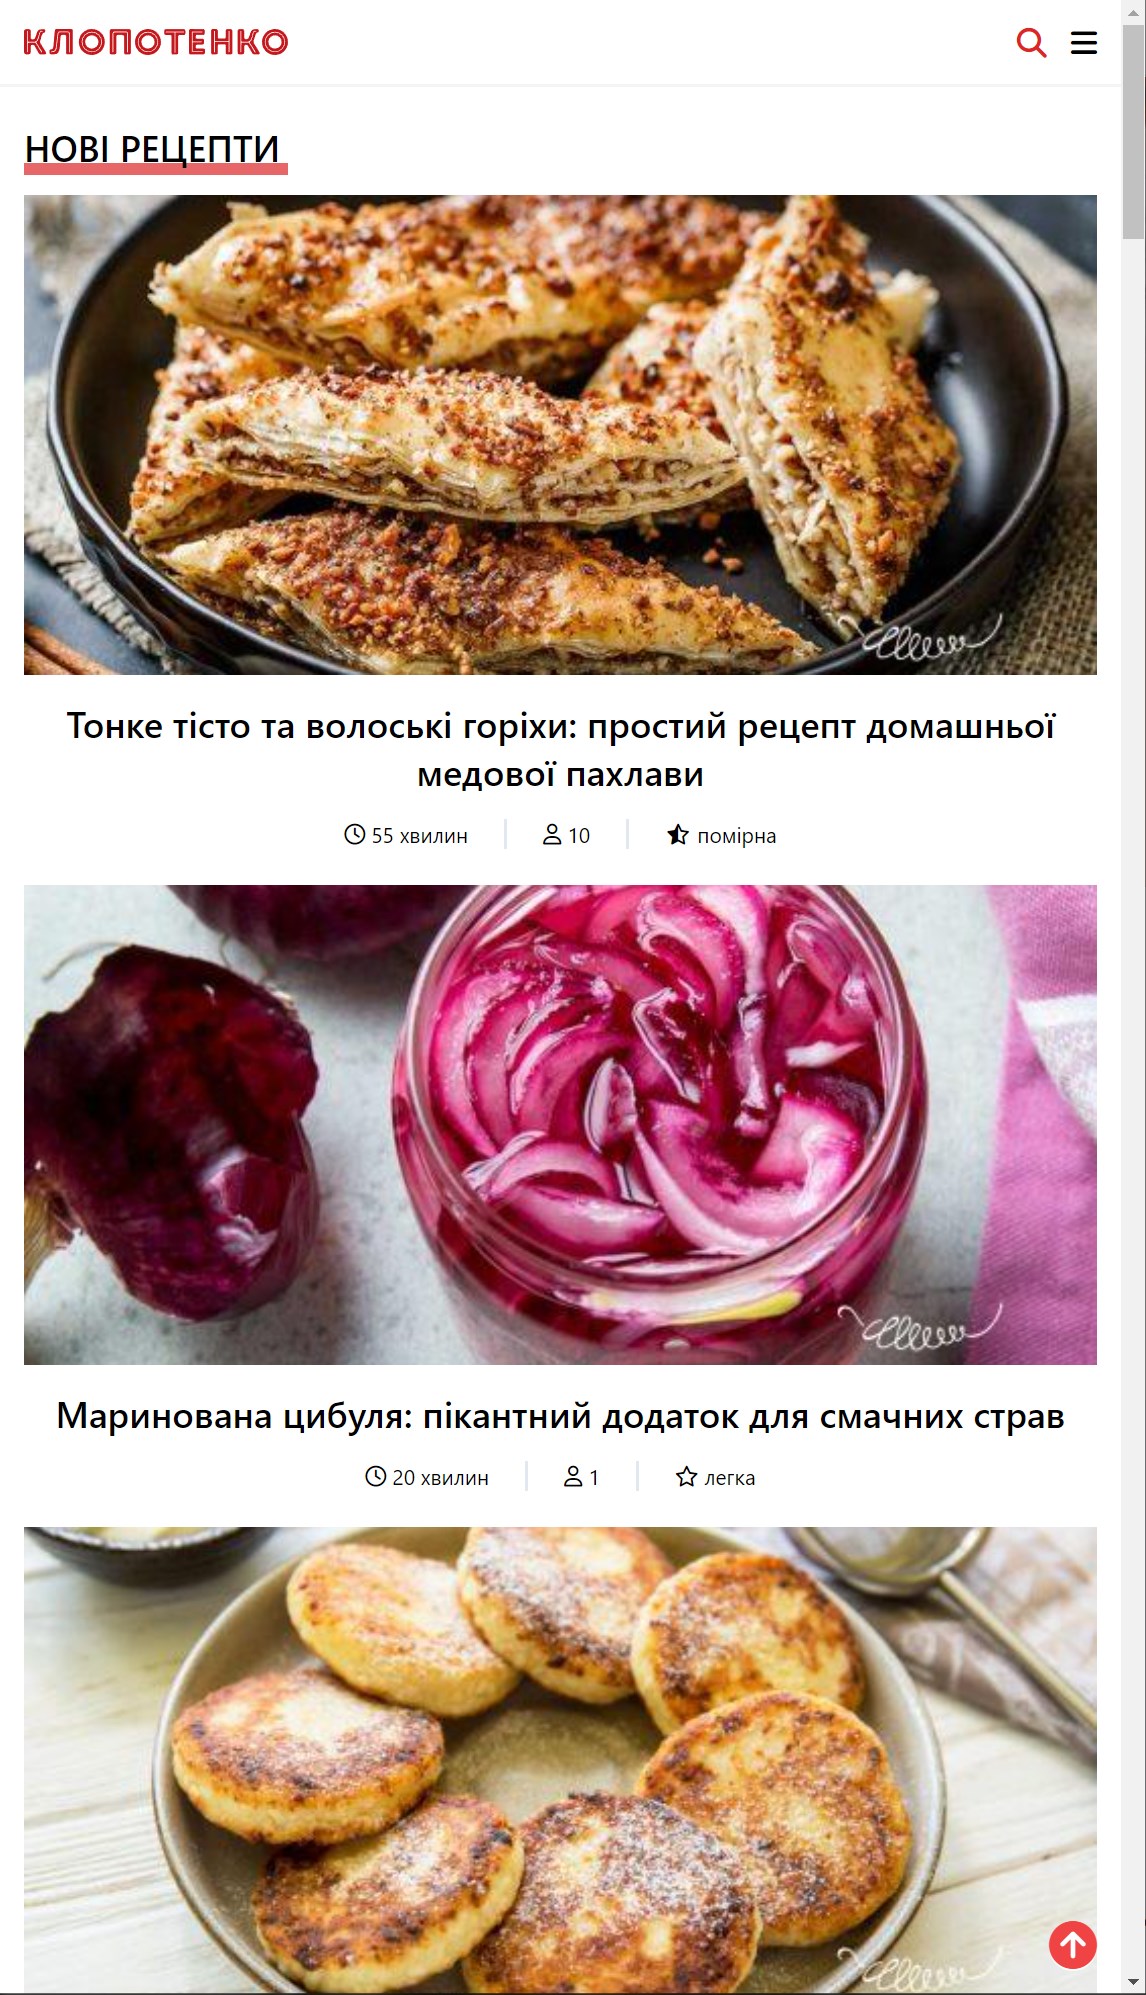 КЛОПОТЕНКО
НОВІ РЕЦЕПТИ
Тонке тісто та волоські горіхи: простий рецепт домашньої
медової пахлави
55 хвилин 10 помірна
Маринована цибуля: пікантний додаток для смачних страв
20 хвилин 1 легка